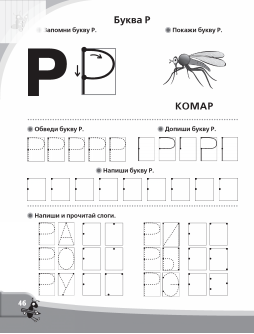 Буква Р
Запомни букву Р.
Покажи букву Р.
Р Р
КОМАР
Обведи букву Р.
Допиши букву Р.
Р Р Р Р Р
Напиши букву Р.
Напиши и прочитай слоги.
РА
РО
РУ
РИ
РЬ
РЕ
46